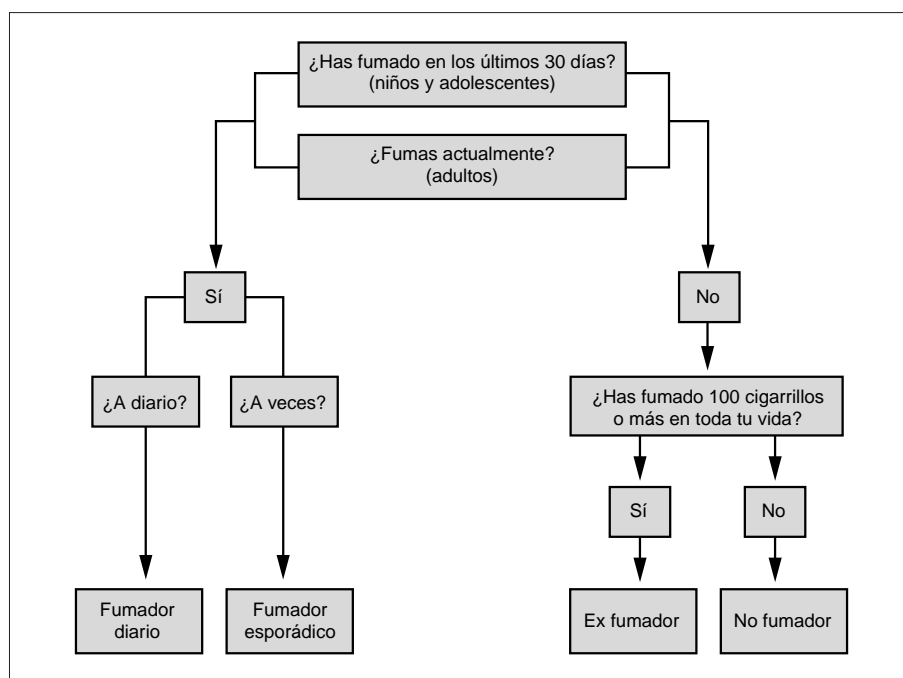 ¿Has fumado en los últimos 30 días?
(niños y adolescentes)
¿Fumas actualmente?
(adultos)
Sí
No
¿A diario?
¿A veces?
¿Has fumado 100 cigarrillos
o más en toda tu vida?
Sí
No
Fumador
diario
Fumador
esporádico
Ex fumador
No fumador